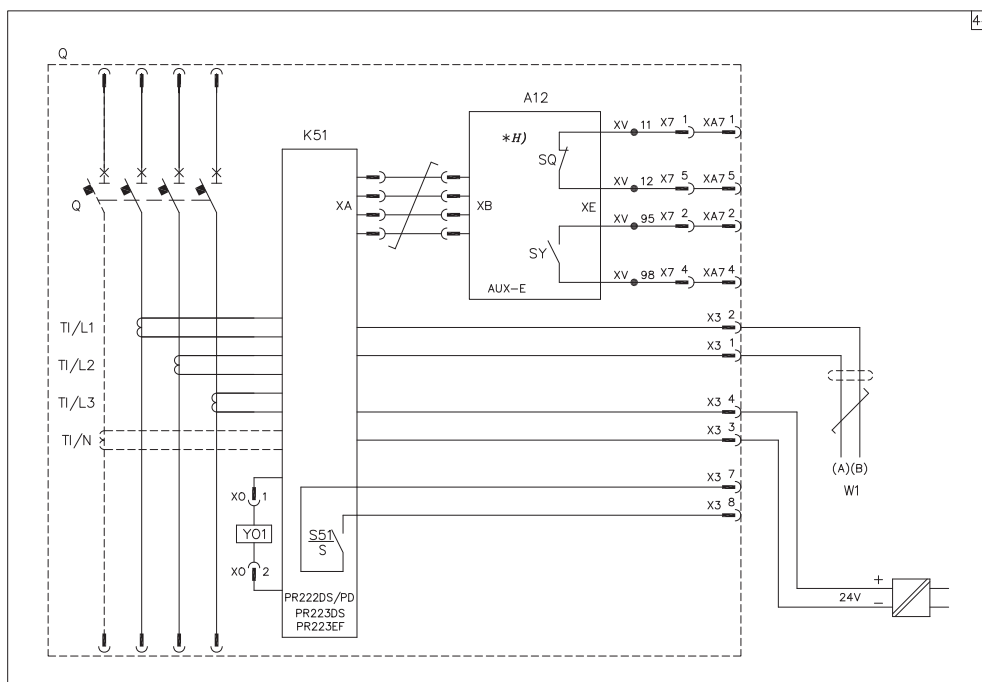 4
Q
A12
K51
*H)
XV 11 X7 1 XA7 1
SQ
XA XB XE
XV 12 X7 5 XA7 5
XV 95 X7 2 XA7 2
Q
SY
XV 98 X7 4 XA7 4
AUX-E
TI/L1
X3 2
TI/L2
X3 1
TI/L3
X3 4
TI/N
X3 3
(A)(B)
W1
X3 7
XO 1
X3 8
YO1
S51
S
XO 2
+
24V
-
PR222DS/PD
PR223DS
PR223EF